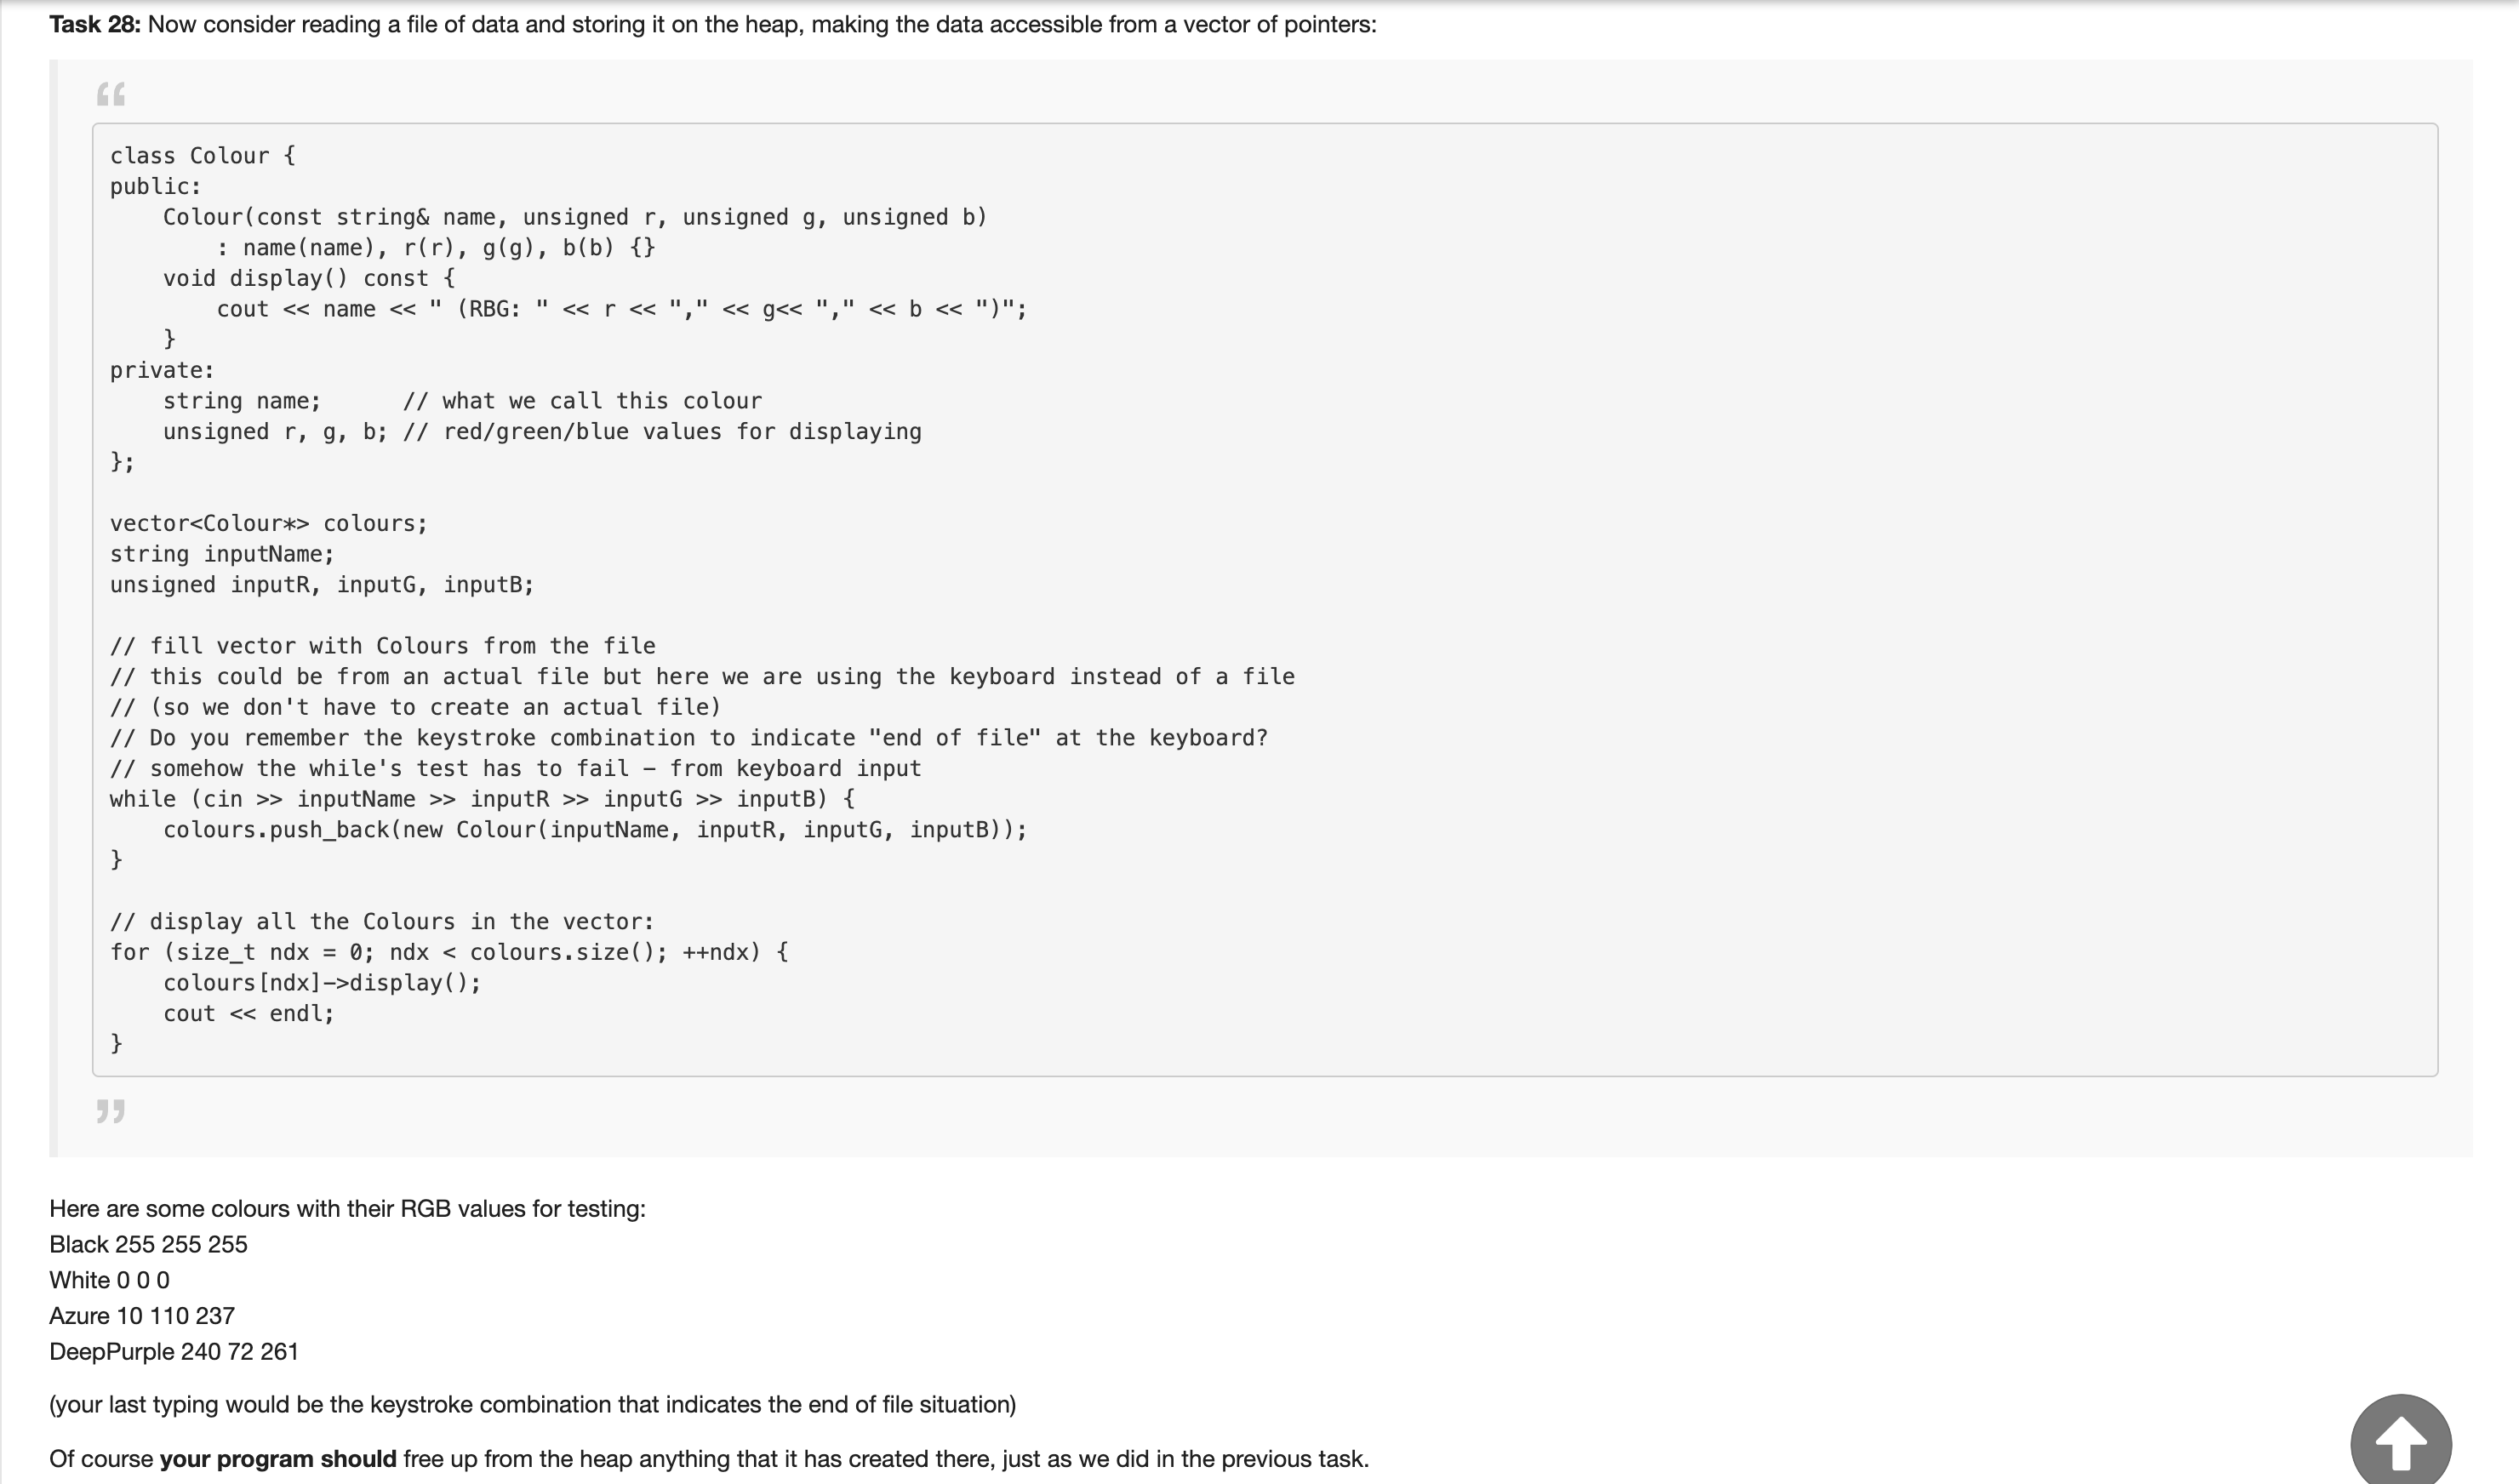 Task 28: Now consider reading a file of data and storing it on the heap, making the data accessible from a vector of pointers:
“
class Colour {
public:
    Colour(const string& name, unsigned r, unsigned g, unsigned b)
        : name(name), r(r), g(g), b(b) {}
    void display() const {
        cout << name << " (RBG: " << r << "," << g<< "," << b << ")";
    }
private:
    string name;      // what we call this colour
    unsigned r, g, b; // red/green/blue values for displaying
};

vector<Colour*> colours;
string inputName;
unsigned inputR, inputG, inputB;

// fill vector with Colours from the file
// this could be from an actual file but here we are using the keyboard instead of a file
// (so we don't have to create an actual file)
// Do you remember the keystroke combination to indicate "end of file" at the keyboard?
// somehow the while's test has to fail – from keyboard input
while (cin >> inputName >> inputR >> inputG >> inputB) {
    colours.push_back(new Colour(inputName, inputR, inputG, inputB));
}

// display all the Colours in the vector:
for (size_t ndx = 0; ndx < colours.size(); ++ndx) {
    colours[ndx]->display();
    cout << endl;
}
”
Here are some colours with their RGB values for testing:
Black 255 255 255
White 0 0 0
Azure 10 110 237
DeepPurple 240 72 261
(your last typing would be the keystroke combination that indicates the end of file situation)
Of course your program should free up from the heap anything that it has created there, just as we did in the previous task.